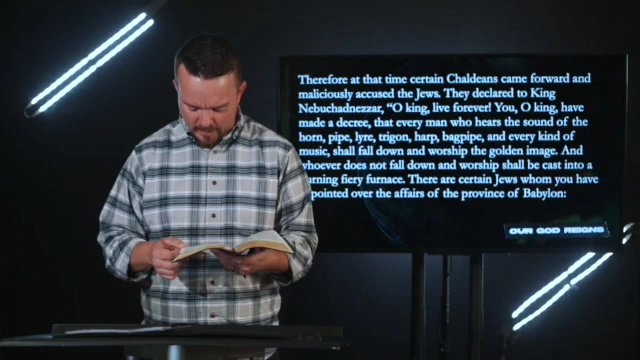 Therefore at that time certain Chaldeans came forward and
maliciously accused the Jews. They declared to King
Nebuchadnezzar, “O king, live forever! You, O king, have
made a decree, that every man who hears the sound of the
horn, pipe, lyre, trigon, harp, bagpipe, and every kind of
music, shall fall down and worship the golden image. And
whoever does not fall down and worship shall be cast into a
burning fiery furnace. There are certain Jews whom you have
pointed over the affairs of the province of Babylon:
OUR GOD REIGNS